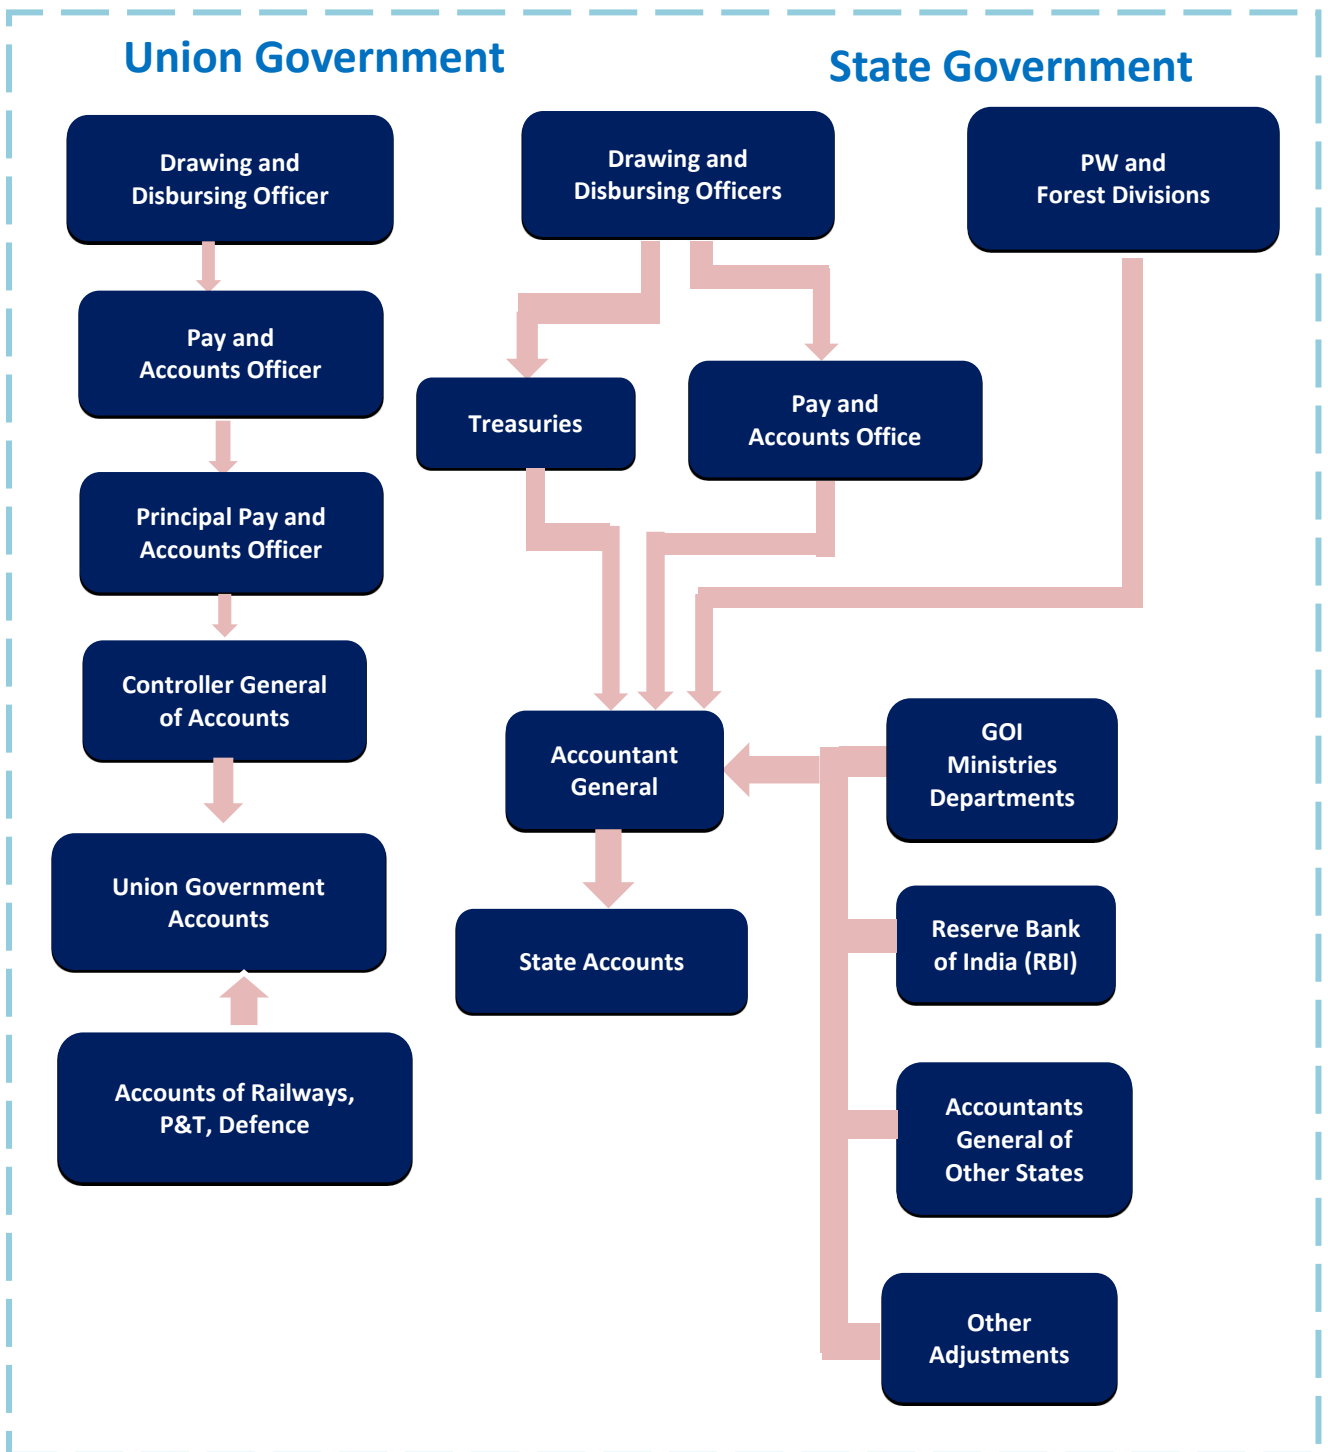 Union Government
State Government
Drawing and
Disbursing Officer
Drawing and
Disbursing Officers
PW and
Forest Divisions
Pay and
Accounts Officer
Treasuries
Pay and
Accounts Office
Principal Pay and
Accounts Officer
Controller General
of Accounts
Accountant
General
GOI
Ministries
Departments
Union Government
Accounts
State Accounts
Reserve Bank
of India (RBI)
Accounts of Railways,
P&T, Defence
Accountants
General of
Other States
Other
Adjustments